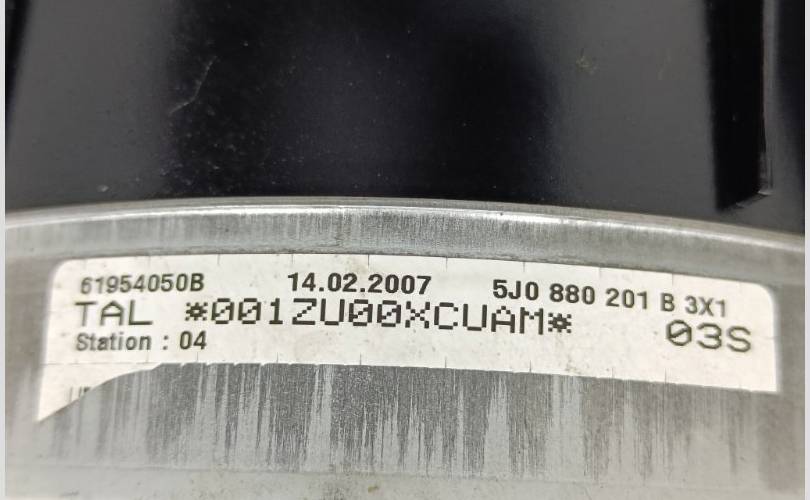 61954050B 14.02.2007 5J0 880 201 B 3X1
TAL *001ZU00XCUAM* 03S
Station : 04